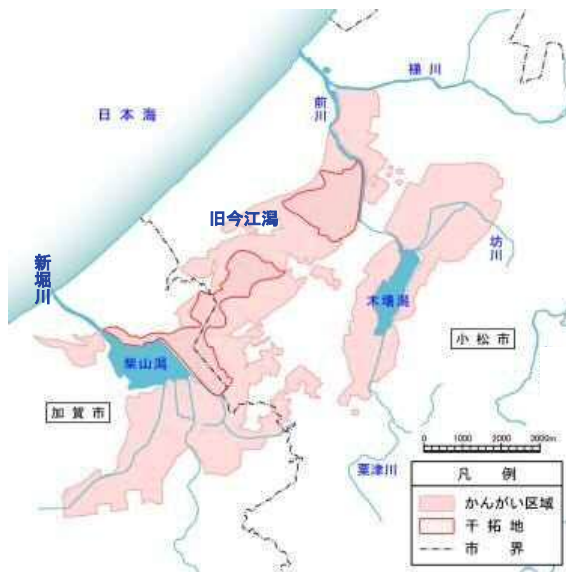 梯川
前川
日本海
旧今江潟
新堀川
坊川
木場潟
柴山潟
小松市
加賀市
粟津川
0 1000 2000 3000m
凡 例
かんがい区域
干 拓 地
市 界